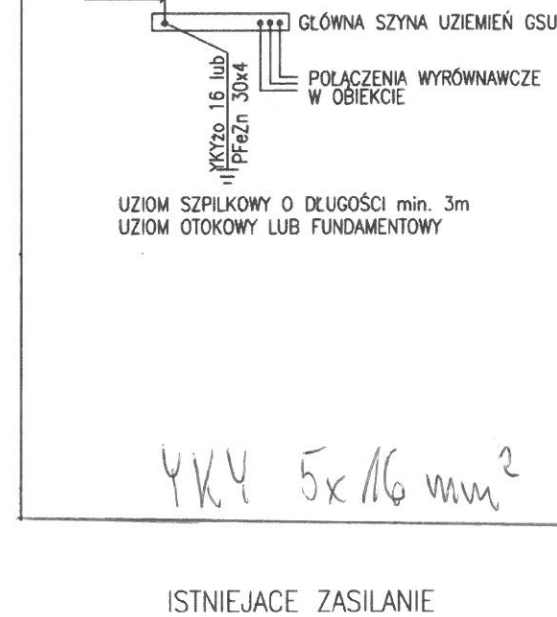 GŁÓWNA SZYNA UZIEMIEŃ GSU
POŁĄCZENIA WYRÓWNAWCZE
W OBIEKCIE
YKYżo 16 lub
PFeZn 30x4
UZIOM SZPILKOWY O DŁUGOŚCI min. 3m
UZIOM OTOKOWY LUB FUNDAMENTOWY
YKY 5x16 mm²
ISTNIEJACE ZASILANIE